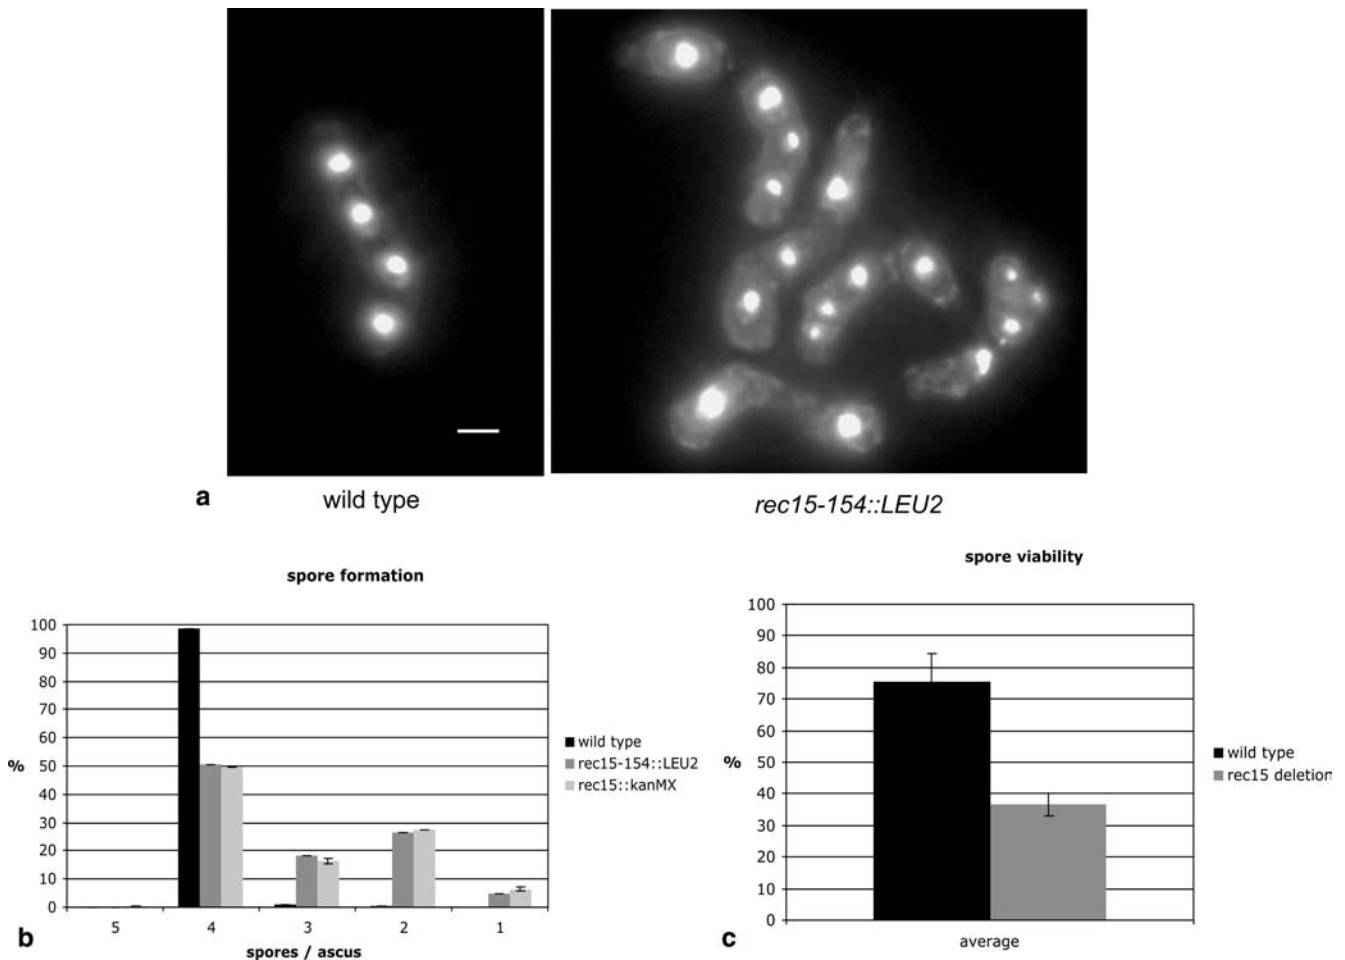 a
wild type
rec15-154::LEU2
spore formation
100
90
80
70
60
50
40
30
20
10
0
%
5
4
3
2
1
spores / ascus
wild type
rec15-154::LEU2
rec15::kanMX
b
spore viability
100
90
80
70
60
50
40
30
20
10
0
%
average
wild type
rec15 deletion
c